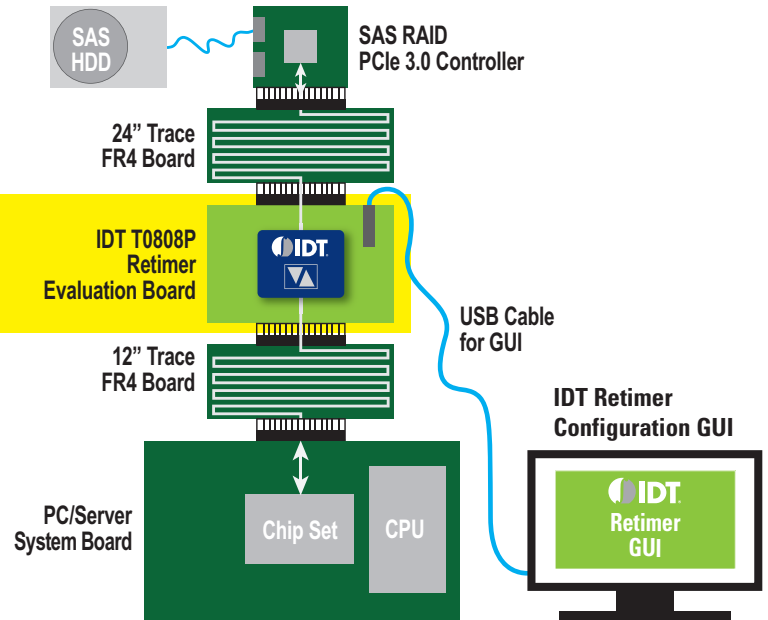 SAS
HDD
SAS RAID
PCIe 3.0 Controller
24” Trace
FR4 Board
IDT T0808P
Retimer
Evaluation Board
IDT
USB Cable
for GUI
12” Trace
FR4 Board
IDT Retimer
Configuration GUI
IDT
Retimer
GUI
PC/Server
System Board
Chip Set
CPU